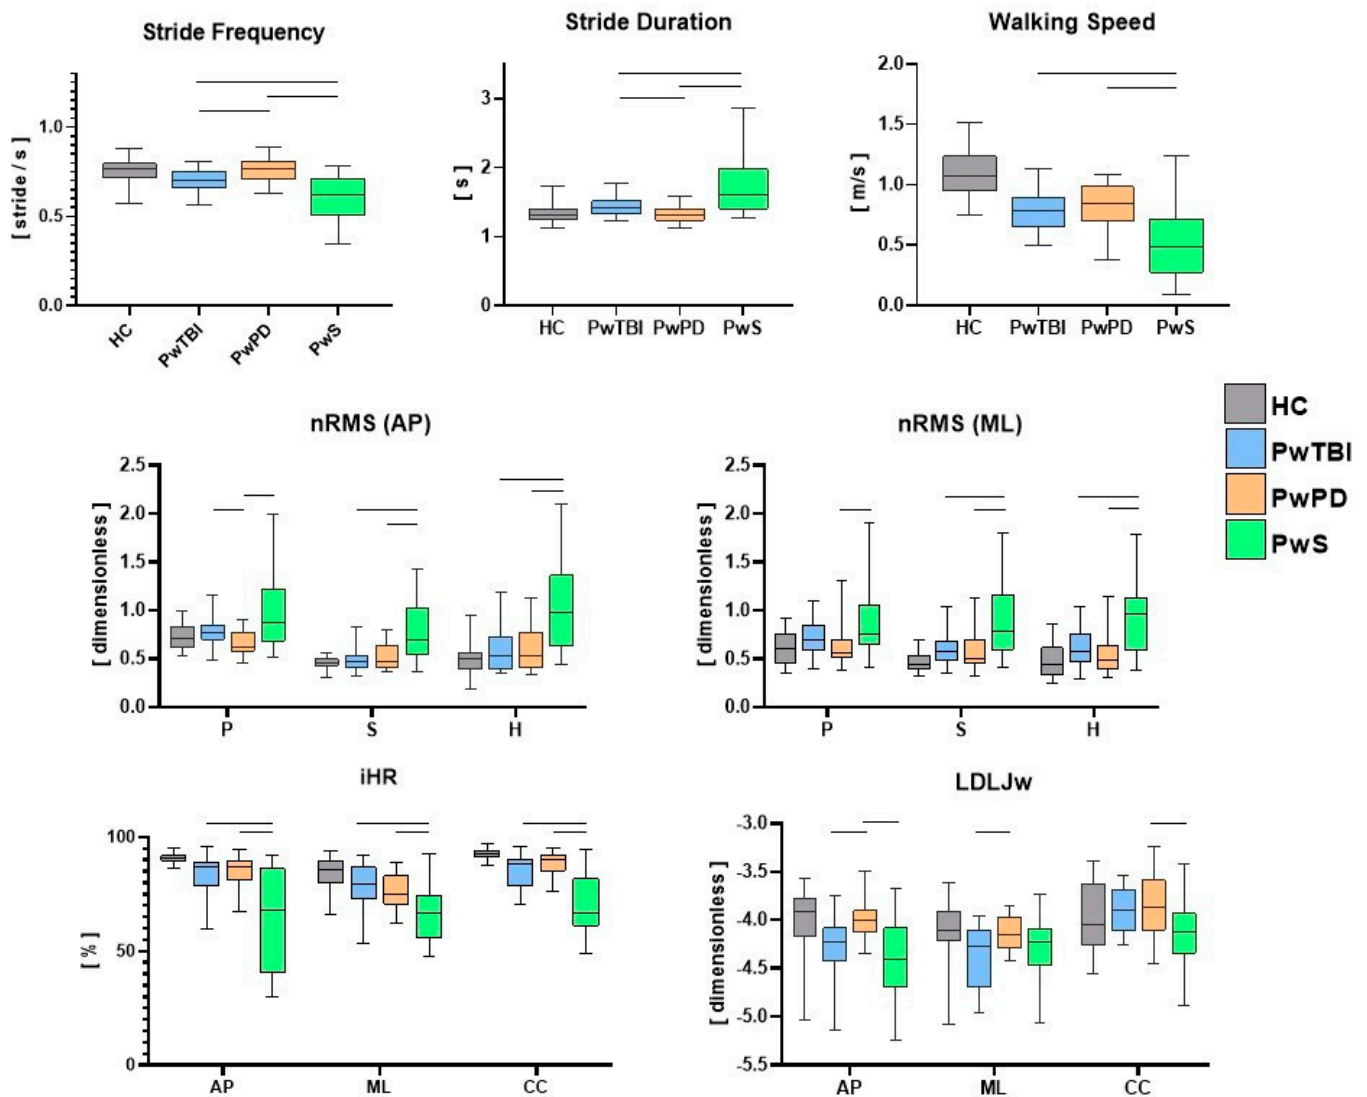 Stride Frequency
[ stride / s ]
1.0
0.5
0.0
HC
PwTBI
PwPD
PwS
Stride Duration
[ s ]
3
2
1
0
HC PwTBI PwPD PwS
Walking Speed
[ m/s ]
2.0
1.5
1.0
0.5
0.0
HC PwTBI PwPD PwS
HC
PwTBI
PwPD
PwS
nRMS (AP)
[ dimensionless ]
2.5
2.0
1.5
1.0
0.5
0.0
P S H
nRMS (ML)
[ dimensionless ]
2.5
2.0
1.5
1.0
0.5
0.0
P S H
iHR
[ % ]
100
50
0
AP ML CC
LDLJw
[ dimensionless ]
-3.0
-3.5
-4.0
-4.5
-5.0
-5.5
AP ML CC